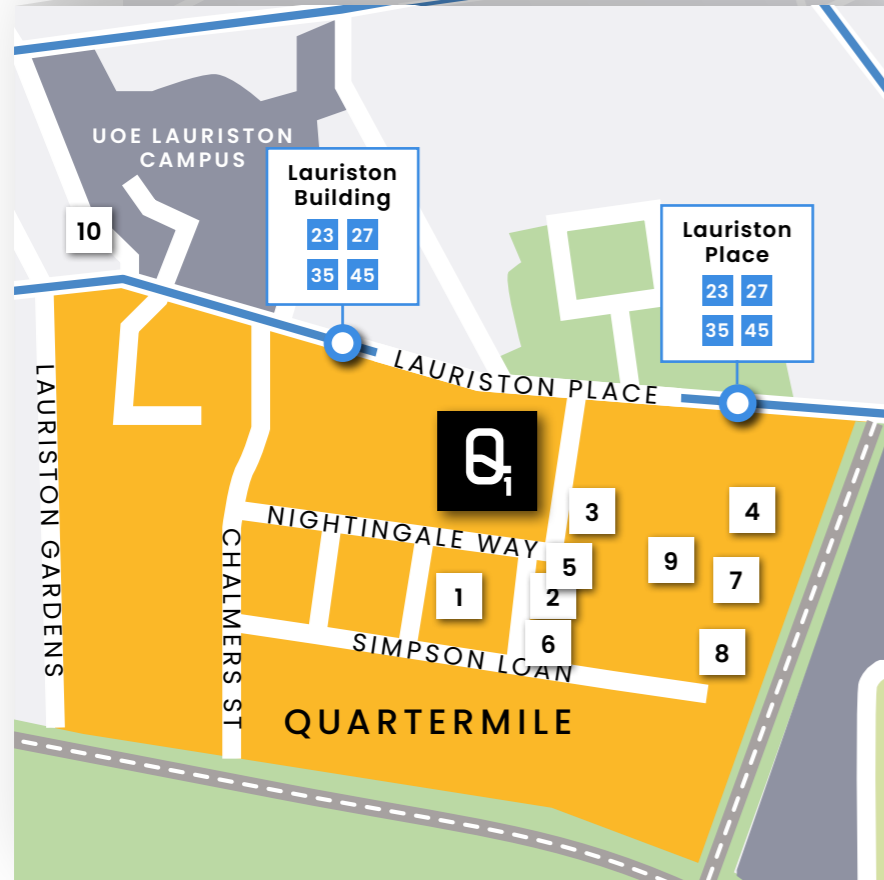 UOE LAURISTON
CAMPUS
Lauriston
Building
23 27
35 45
10
Lauriston
Place
23 27
35 45
LAURISTON PLACE
LAURISTON GARDENS
Q1
3
4
NIGHTINGALE WAY
CHALMERS ST
5
9
7
1
2
6
8
SIMPSON LOAN
QUARTERMILE